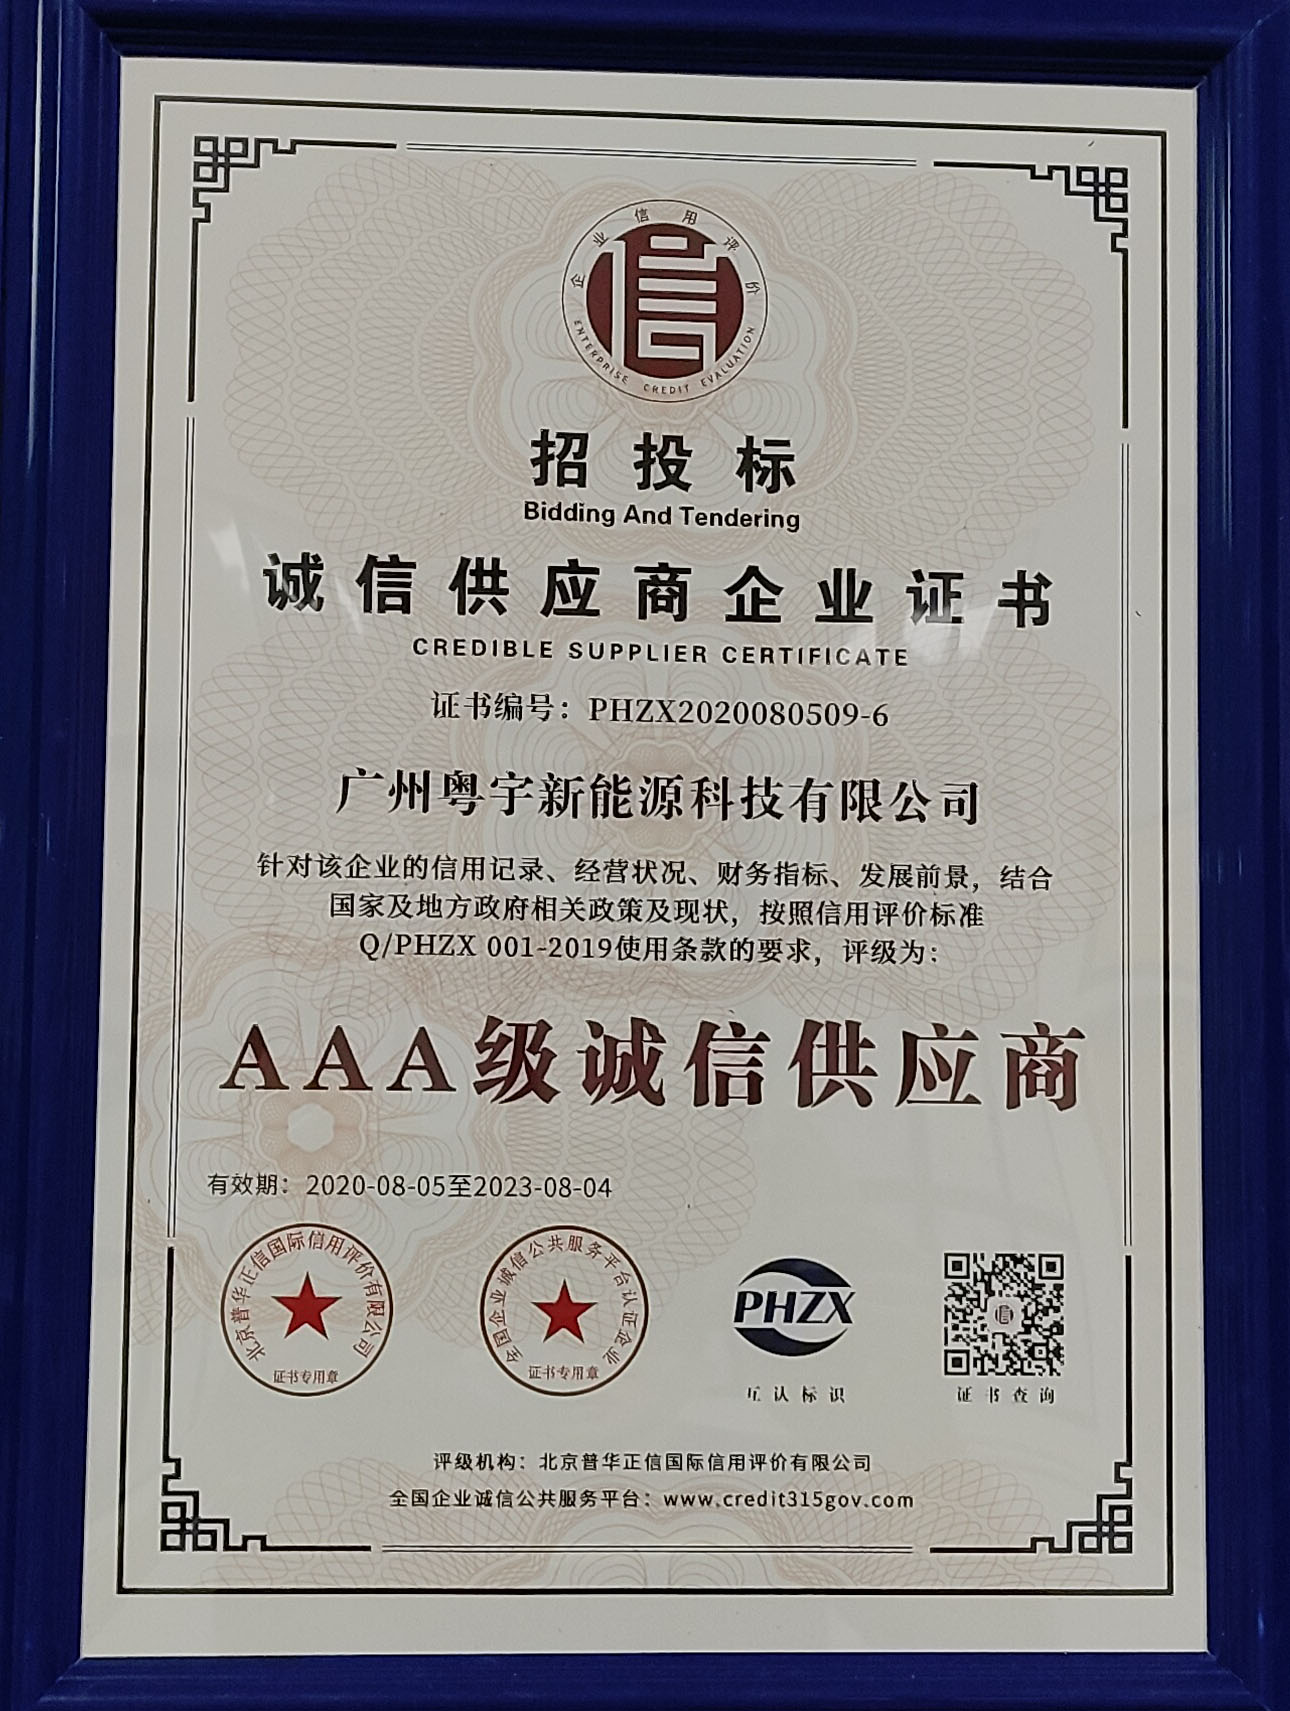 企业信用评价
ENTERPRISE CREDIT EVALUATION
招投标
Bidding And Tendering
诚信供应商企业证书
CREDIBLE SUPPLIER CERTIFICATE
证书编号：PHZX2020080509-6
广州粤宇新能源科技有限公司
针对该企业的信用记录、经营状况、财务指标、发展前景，结合
国家及地方政府相关政策及现状，按照信用评价标准
Q/PHZX 001-2019使用条款的要求，评级为：
AAA级诚信供应商
有效期：2020-08-05至2023-08-04
北京普华正信国际信用评价有限公司
证书专用章
全国企业诚信公共服务平台认证企业
证书专用章
PHZX
互认标识
证书查询
评级机构：北京普华正信国际信用评价有限公司
全国企业诚信公共服务平台：www.credit315gov.com